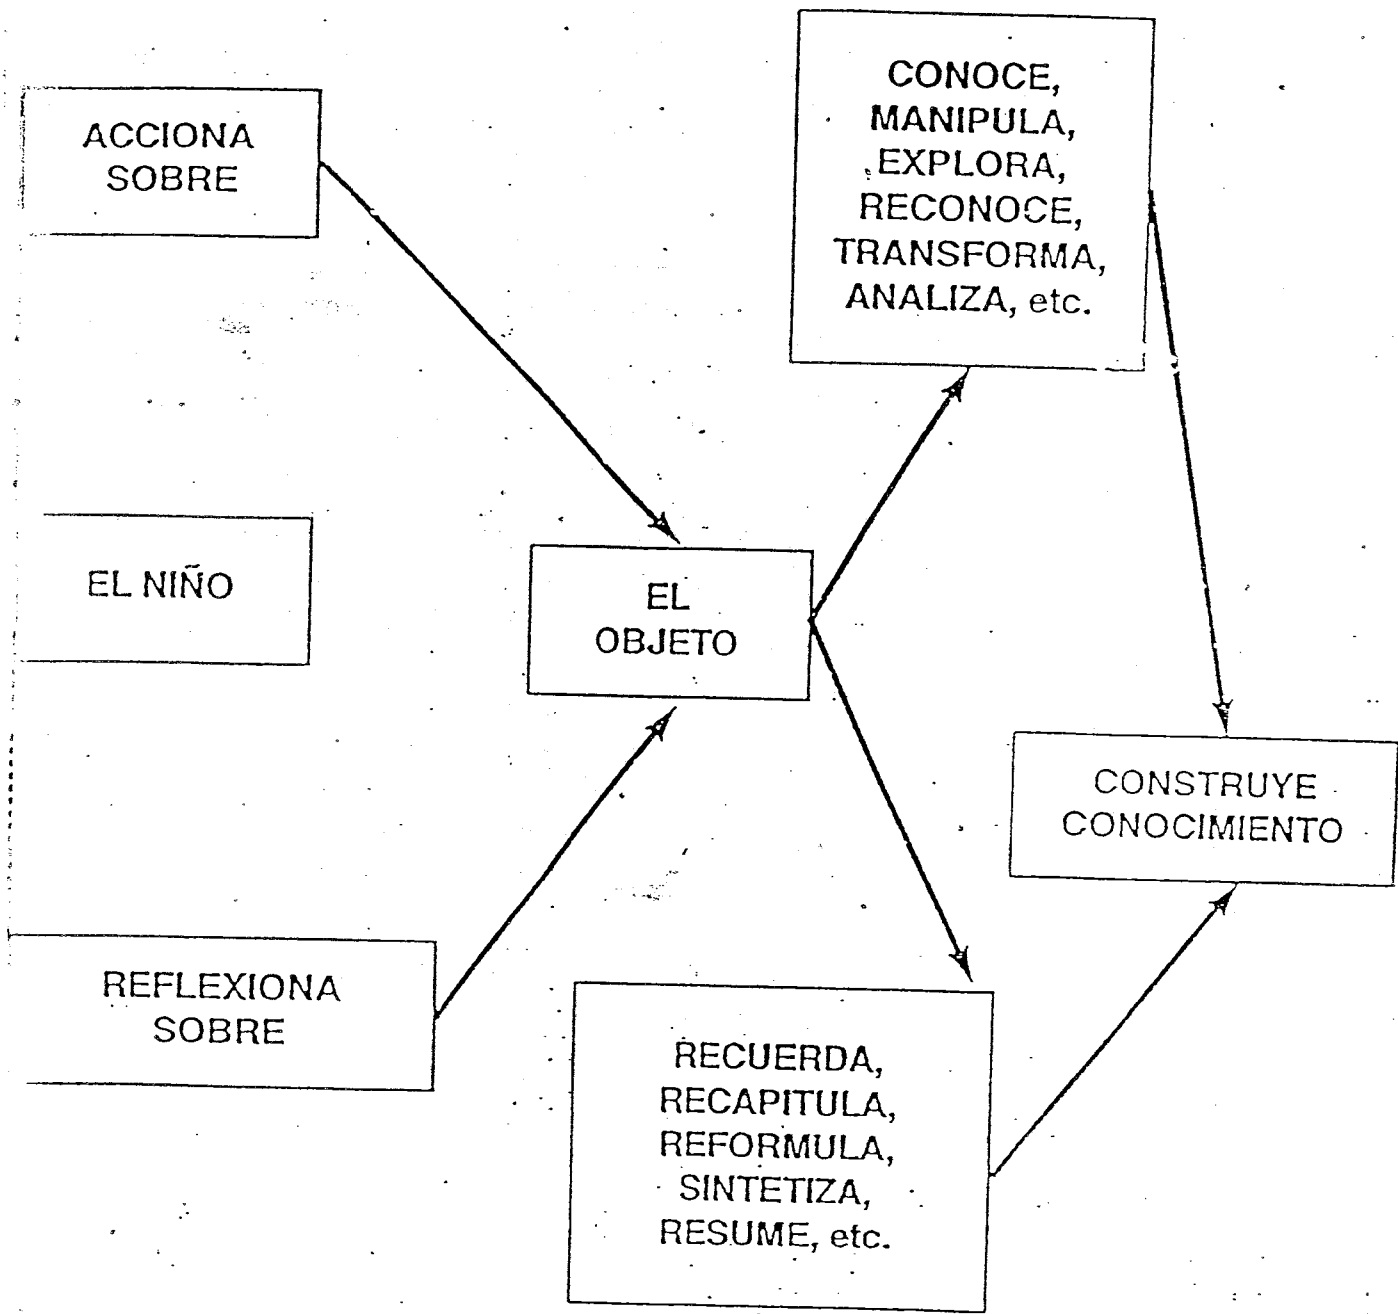 ACCIONA
SOBRE
CONOCE,
MANIPULA,
EXPLORA,
RECONOCE,
TRANSFORMA,
ANALIZA, etc.
EL NIÑO
EL
OBJETO
CONSTRUYE
CONOCIMIENTO
REFLEXIONA
SOBRE
RECUERDA,
RECAPITULA,
REFORMULA,
SINTETIZA,
RESUME, etc.